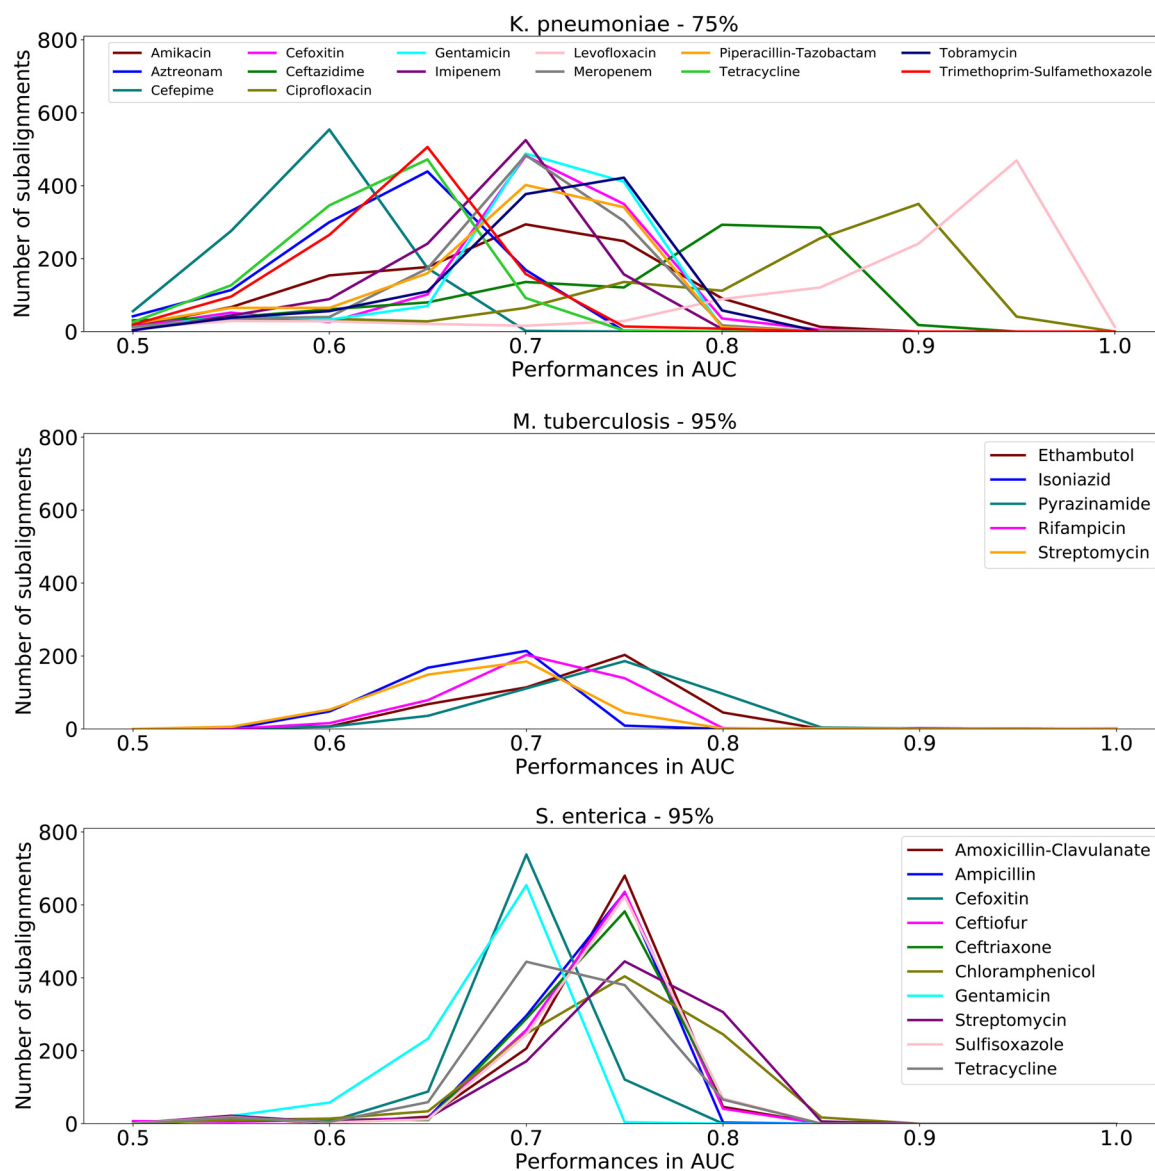 K. pneumoniae - 75%
Number of subalignments
800
600
400
200
0
Amikacin Cefoxitin Gentamicin Levofloxacin Piperacillin-Tazobactam Tobramycin
Aztreonam Ceftazidime Imipenem Meropenem Tetracycline Trimethoprim-Sulfamethoxazole
Cefepime Ciprofloxacin
0.5 0.6 0.7 0.8 0.9 1.0
Performances in AUC
M. tuberculosis - 95%
Number of subalignments
800
600
400
200
0
Ethambutol
Isoniazid
Pyrazinamide
Rifampicin
Streptomycin
0.5 0.6 0.7 0.8 0.9 1.0
Performances in AUC
S. enterica - 95%
Number of subalignments
800
600
400
200
0
Amoxicillin-Clavulanate
Ampicillin
Cefoxitin
Ceftiofur
Ceftriaxone
Chloramphenicol
Gentamicin
Streptomycin
Sulfisoxazole
Tetracycline
0.5 0.6 0.7 0.8 0.9 1.0
Performances in AUC